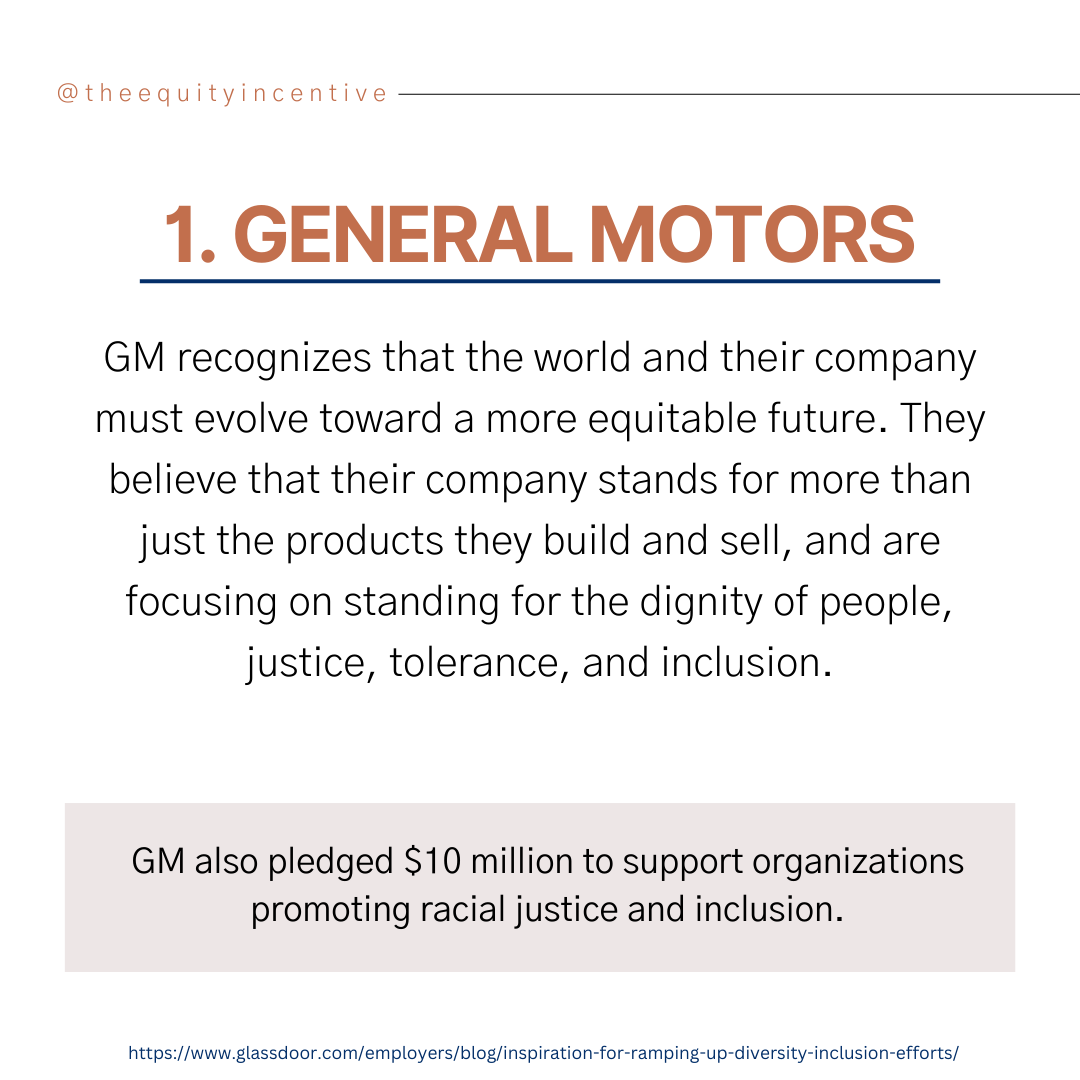 @theequityincentive
1. GENERAL MOTORS
GM recognizes that the world and their company
must evolve toward a more equitable future. They
believe that their company stands for more than
just the products they build and sell, and are
focusing on standing for the dignity of people,
justice, tolerance, and inclusion.
GM also pledged $10 million to support organizations
promoting racial justice and inclusion.
https://www.glassdoor.com/employers/blog/inspiration-for-ramping-up-diversity-inclusion-efforts/